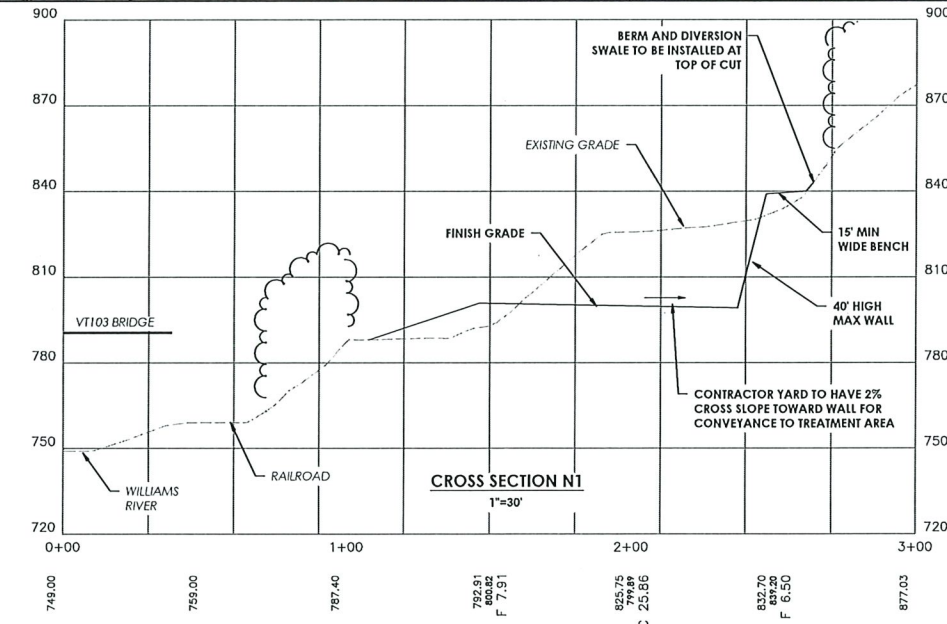 900
900
BERM AND DIVERSION
SWALE TO BE INSTALLED AT
TOP OF CUT
870
870
EXISTING GRADE
840
840
FINISH GRADE
15' MIN
WIDE BENCH
810
810
40' HIGH
MAX WALL
VT103 BRIDGE
780
780
CONTRACTOR YARD TO HAVE 2%
CROSS SLOPE TOWARD WALL FOR
CONVEYANCE TO TREATMENT AREA
750
750
RAILROAD
CROSS SECTION N1
1"=30'
WILLIAMS
RIVER
720
720
0+00
1+00
2+00
3+00
749.00
759.00
787.40
792.91
800.82
F 7.91
825.75
799.89
25.86
832.70
839.20
F 6.50
877.03